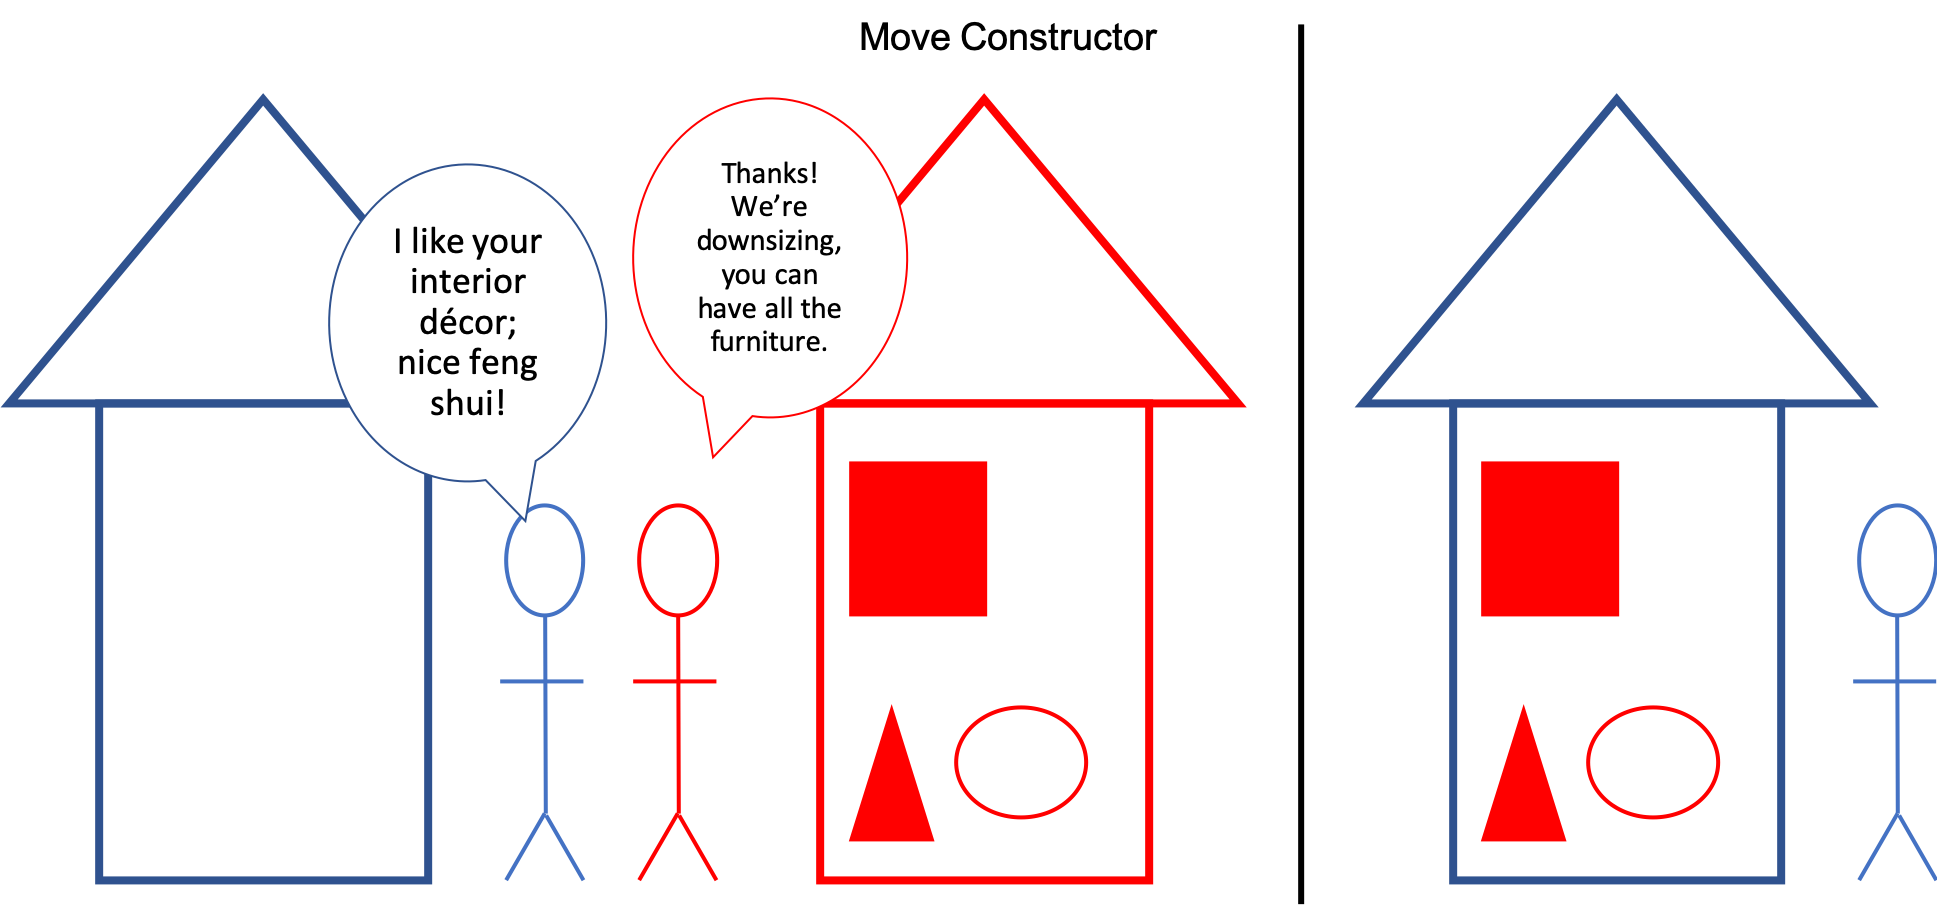 Move Constructor
I like your
interior
décor;
nice feng
shui!
Thanks!
We’re
downsizing,
you can
have all the
furniture.